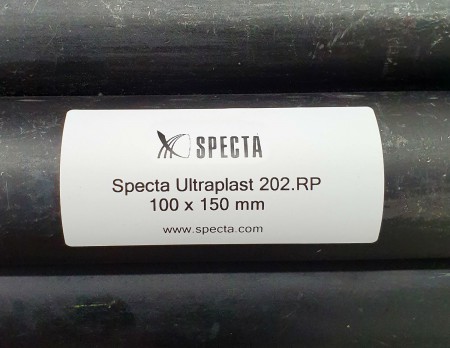 SPECTA
Specta Ultraplast 202.RP
100 x 150 mm
www.specta.com